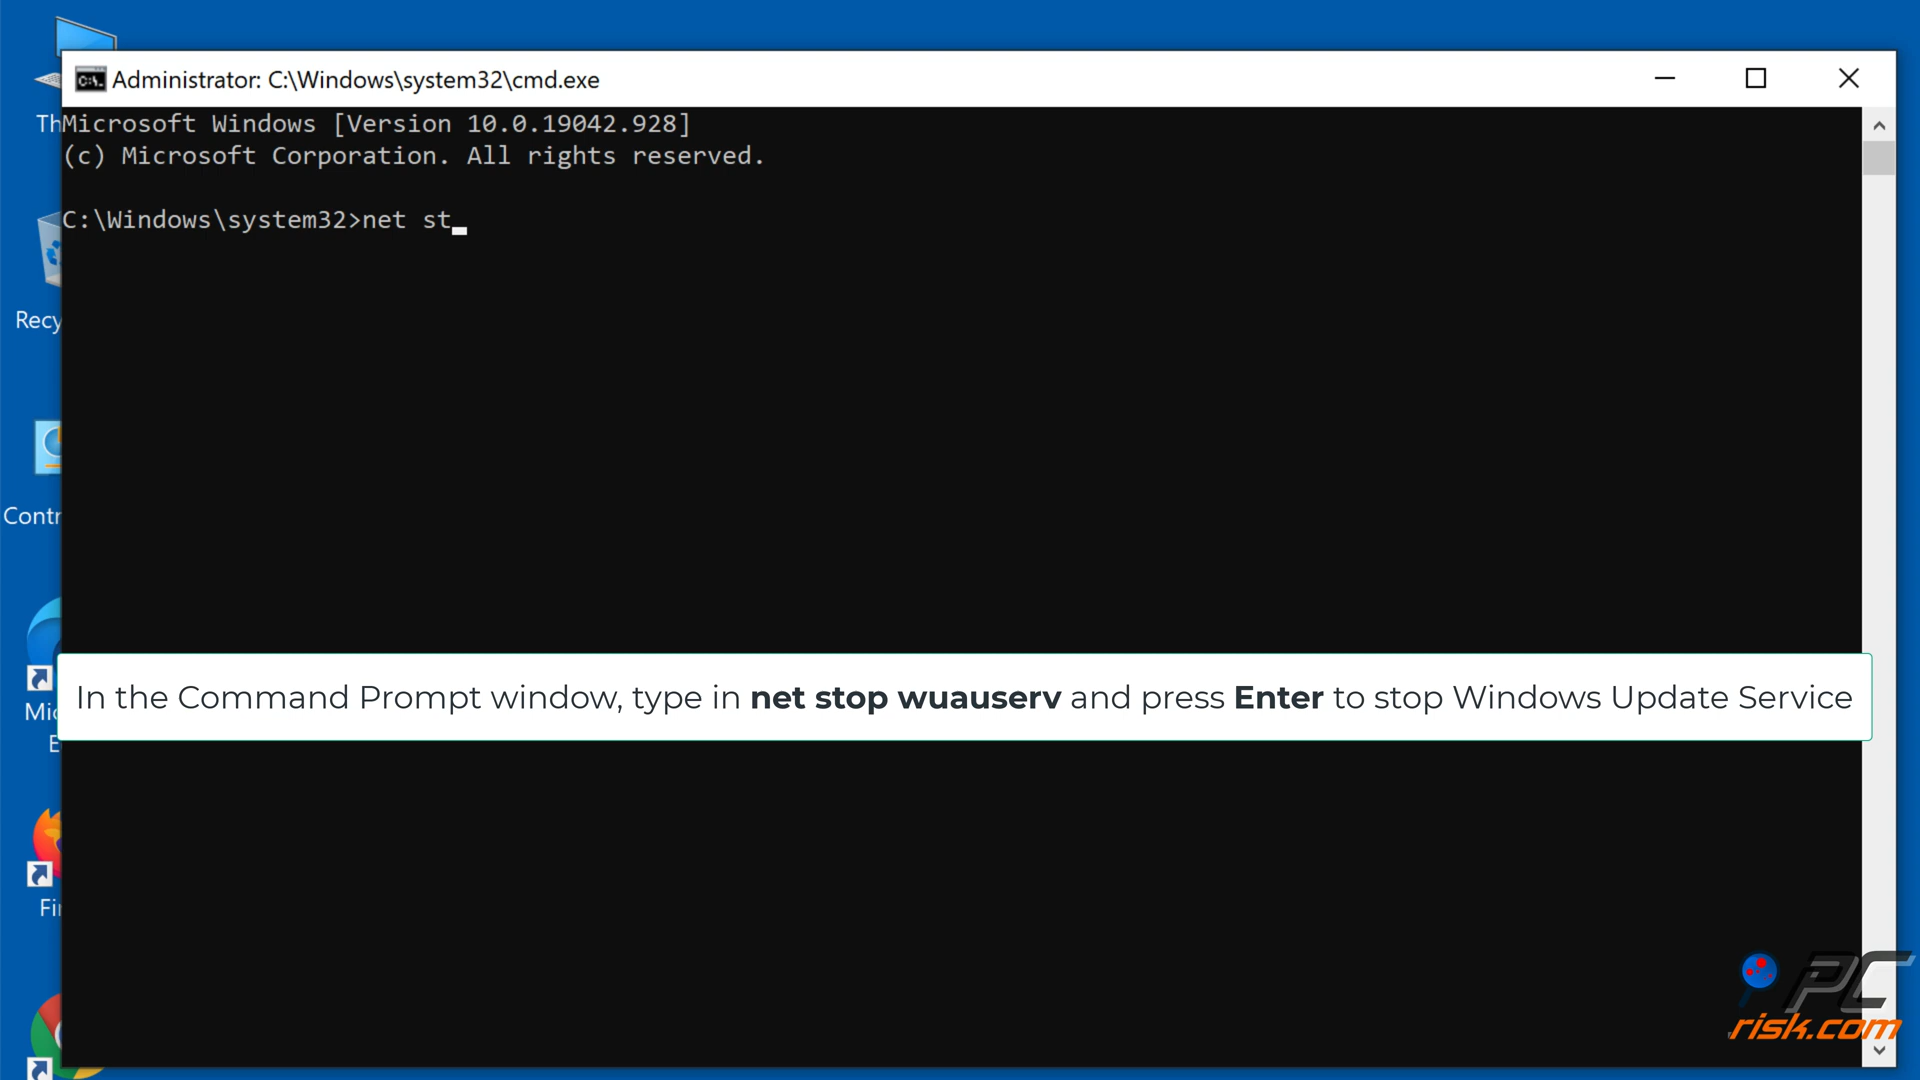 Administrator: C:\Windows\system32\cmd.exe
Th
Microsoft Windows [Version 10.0.19042.928]
(c) Microsoft Corporation. All rights reserved.
C:\Windows\system32>net st_
Recy
Contr
In the Command Prompt window, type in net stop wuauserv and press Enter to stop Windows Update Service
Mic
E
Fi
PC
risk.com